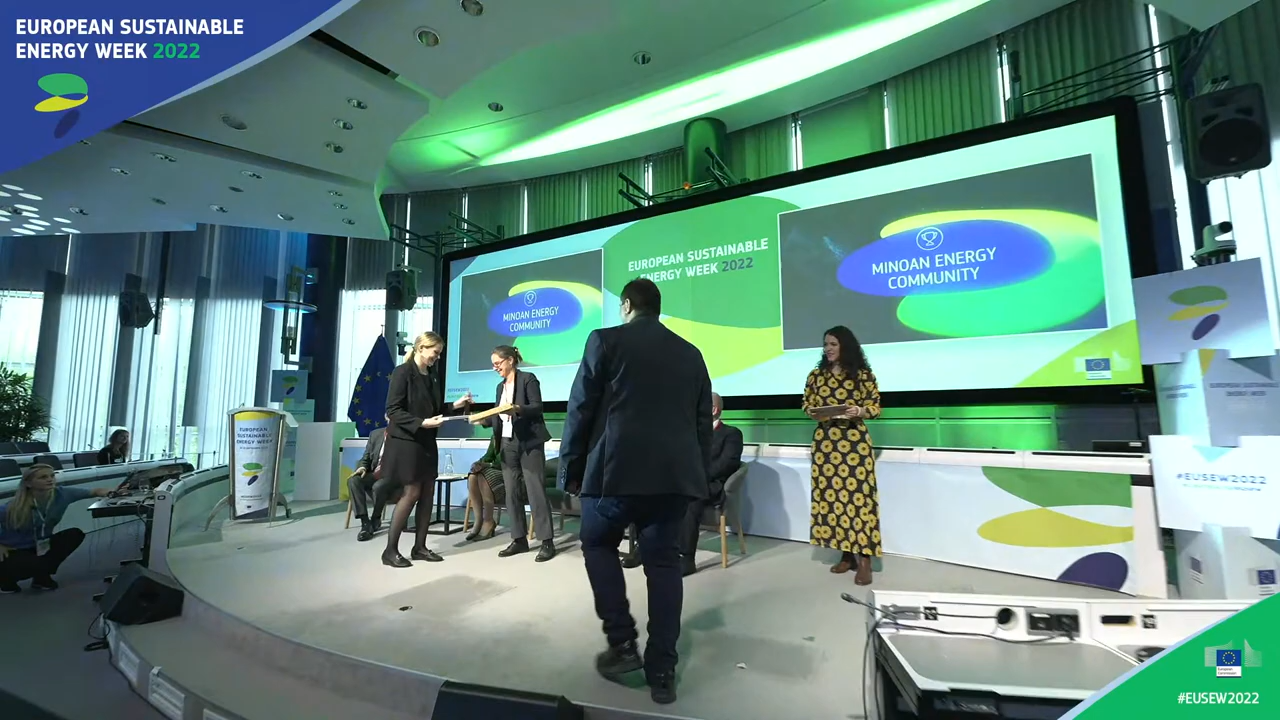 EUROPEAN SUSTAINABLE
ENERGY WEEK 2022
EUROPEAN SUSTAINABLE
ENERGY WEEK 2022
MINOAN ENERGY
COMMUNITY
MINOAN ENERGY
COMMUNITY
EUROPEAN
SUSTAINABLE
ENERGY WEEK
#EUSEW2022
#EUSEW2022